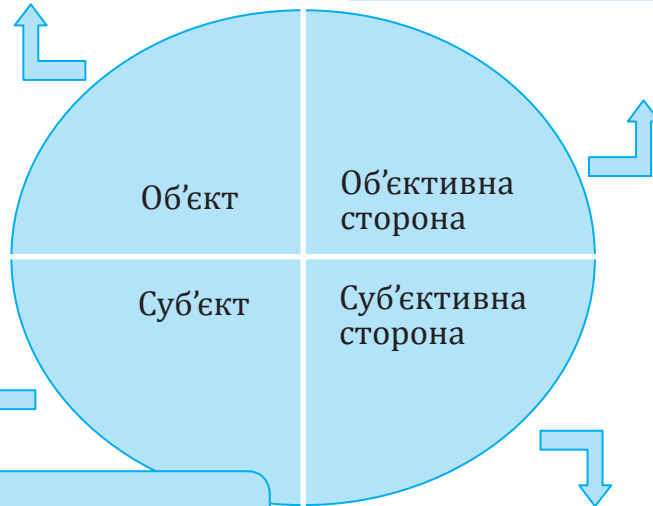 Об’єкт
Об’єктивна
сторона
Суб’єкт
Суб’єктивна
сторона